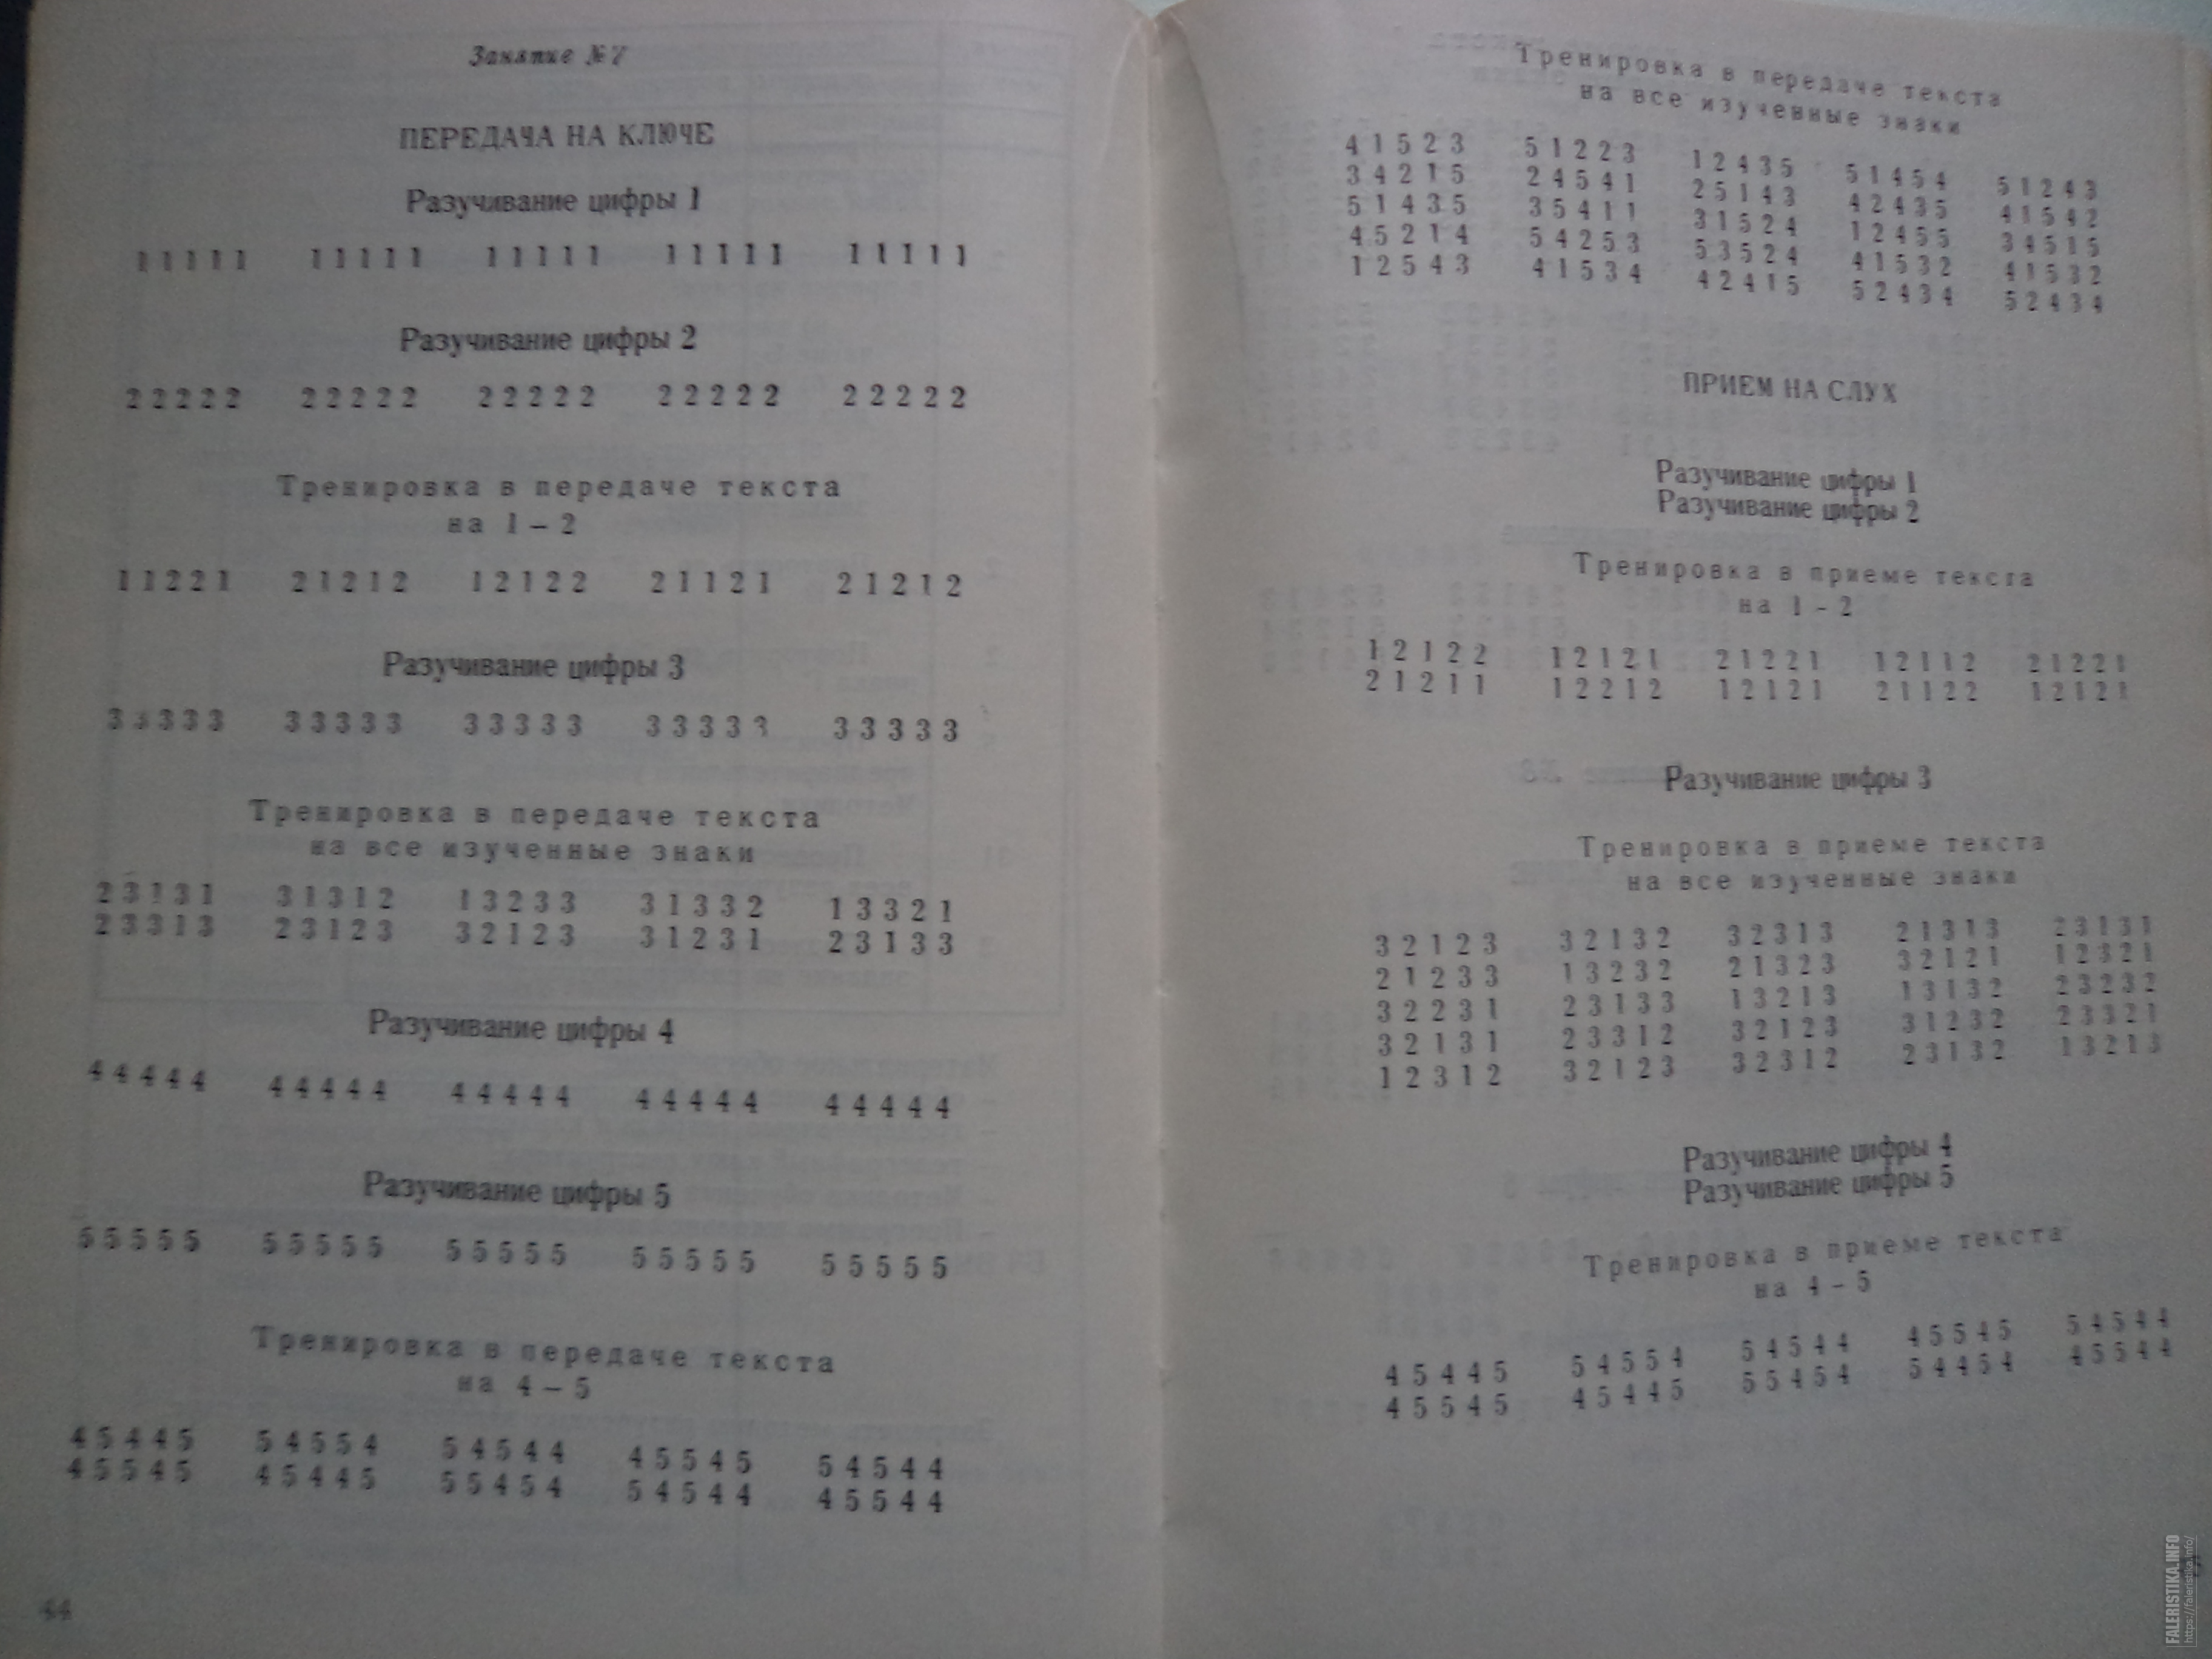 Занятие №7
ПЕРЕДАЧА НА КЛЮЧЕ
Разучивание цифры 1
11111 11111 11111 11111 11111
Разучивание цифры 2
22222 22222 22222 22222 22222
Тренировка в передаче текста
на 1 – 2
11221 21212 12122 21121 21212
Разучивание цифры 3
33333 33333 33333 33333 33333
Тренировка в передаче текста
на все изученные знаки
23131 31312 13233 31332 13321
23313 23123 32123 31231 23133
Разучивание цифры 4
44444 44444 44444 44444 44444
Разучивание цифры 5
55555 55555 55555 55555 55555
Тренировка в передаче текста
на 4 – 5
45445 54554 54544 45545 54544
45545 45445 55454 54544 45544
44
Тренировка в передаче текста
на все изученные знаки
41523 51223 12435 51454 51243
34215 24541 25143 42435 41542
51435 35411 31524 12455 34515
45214 54253 53524 41532 41532
12543 41534 42415 52434 52434
ПРИЕМ НА СЛУХ
Разучивание цифры 1
Разучивание цифры 2
Тренировка в приеме текста
на 1 – 2
12122 12121 21221 12112 21221
21211 12212 12121 21122 12121
Разучивание цифры 3
Тренировка в приеме текста
на все изученные знаки
32123 32132 32313 21313 23131
21233 13232 21323 32121 12321
32231 23133 13213 13132 23232
32131 23312 32123 31232 23321
12312 32123 32312 23132 13213
Разучивание цифры 4
Разучивание цифры 5
Тренировка в приеме текста
на 4 – 5
45445 54554 54544 45545 54544
45545 45445 55454 54454 45544
FALERISTIKA.INFO
https://faleristika.info/